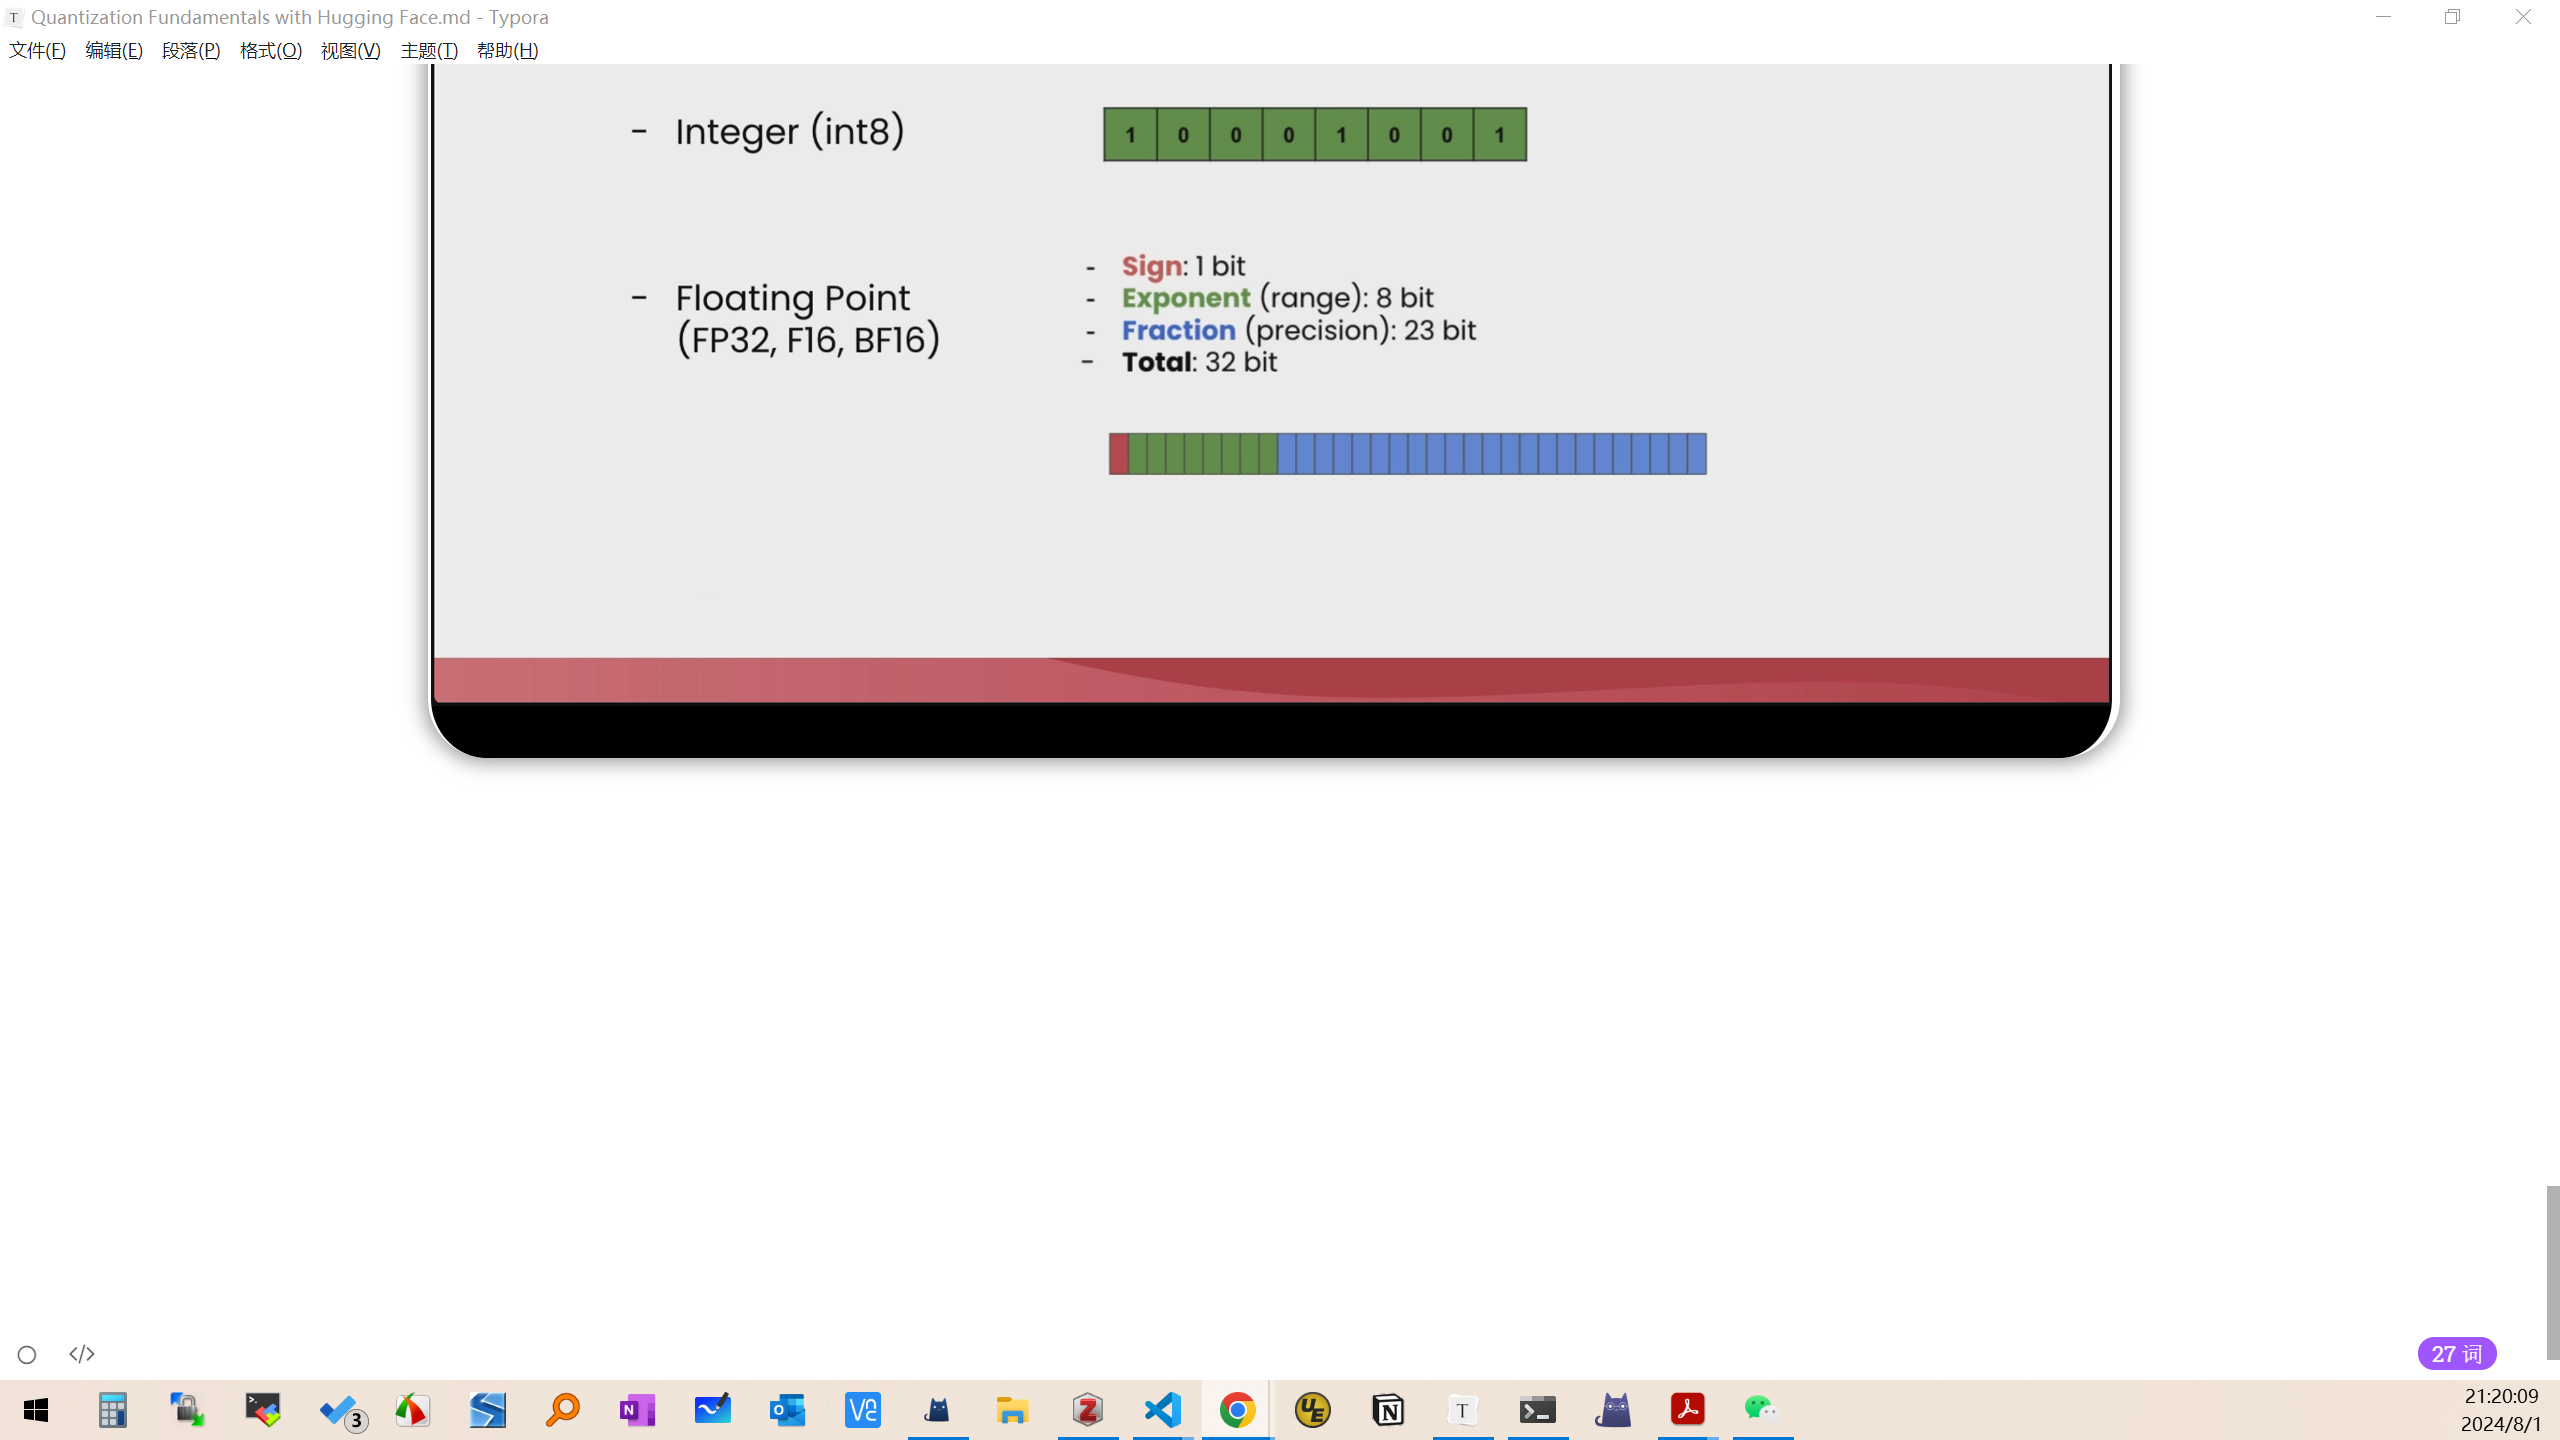 Quantization Fundamentals with Hugging Face.md - Typora
文件(F) 编辑(E) 段落(P) 格式(O) 视图(V) 主题(T) 帮助(H)
- Integer (int8)
1 0 0 0 1 0 0 1
- Floating Point
(FP32, F16, BF16)
- Sign: 1 bit
- Exponent (range): 8 bit
- Fraction (precision): 23 bit
- Total: 32 bit
27 词
3
21:20:09
2024/8/1